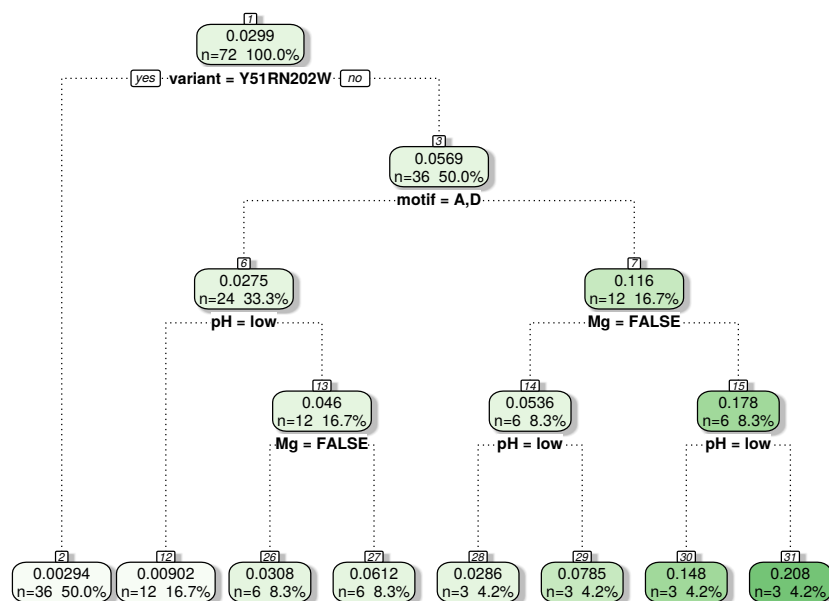 1
0.0299
n=72 100.0%
yes variant = Y51RN202W no
3
0.0569
n=36 50.0%
motif = A,D
6 7
0.0275 0.116
n=24 33.3% n=12 16.7%
pH = low Mg = FALSE
13 14 15
0.046 0.0536 0.178
n=12 16.7% n=6 8.3% n=6 8.3%
Mg = FALSE pH = low pH = low
2 12 26 27 28 29 30 31
0.00294 0.00902 0.0308 0.0612 0.0286 0.0785 0.148 0.208
n=36 50.0% n=12 16.7% n=6 8.3% n=6 8.3% n=3 4.2% n=3 4.2% n=3 4.2% n=3 4.2%